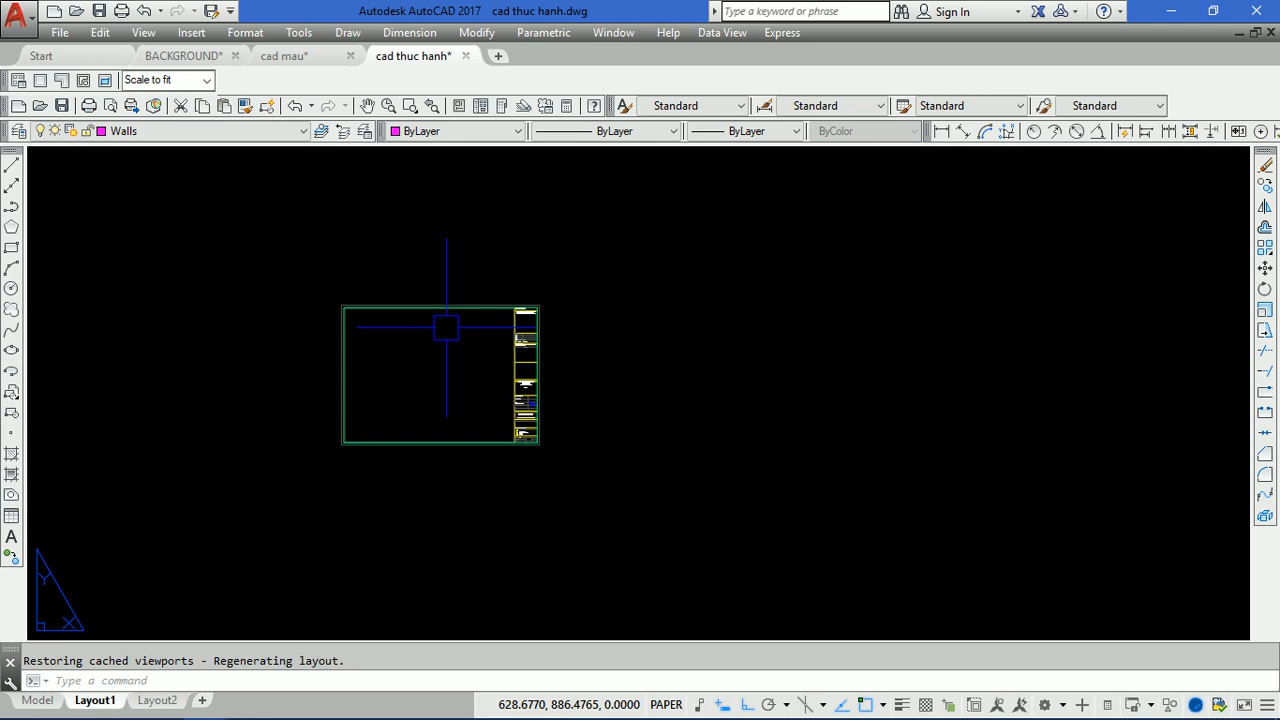 Autodesk AutoCAD 2017 cad thuc hanh.dwg
Type a keyword or phrase
Sign In
File Edit View Insert Format Tools Draw Dimension Modify Parametric Window Help Data View Express
Start BACKGROUND* cad mau* cad thuc hanh*
Scale to fit
Standard Standard Standard Standard
Walls ByLayer ByLayer ByLayer ByColor
Y
X
Restoring cached viewports - Regenerating layout.
Type a command
Model Layout1 Layout2 628.6770, 886.4765, 0.0000 PAPER